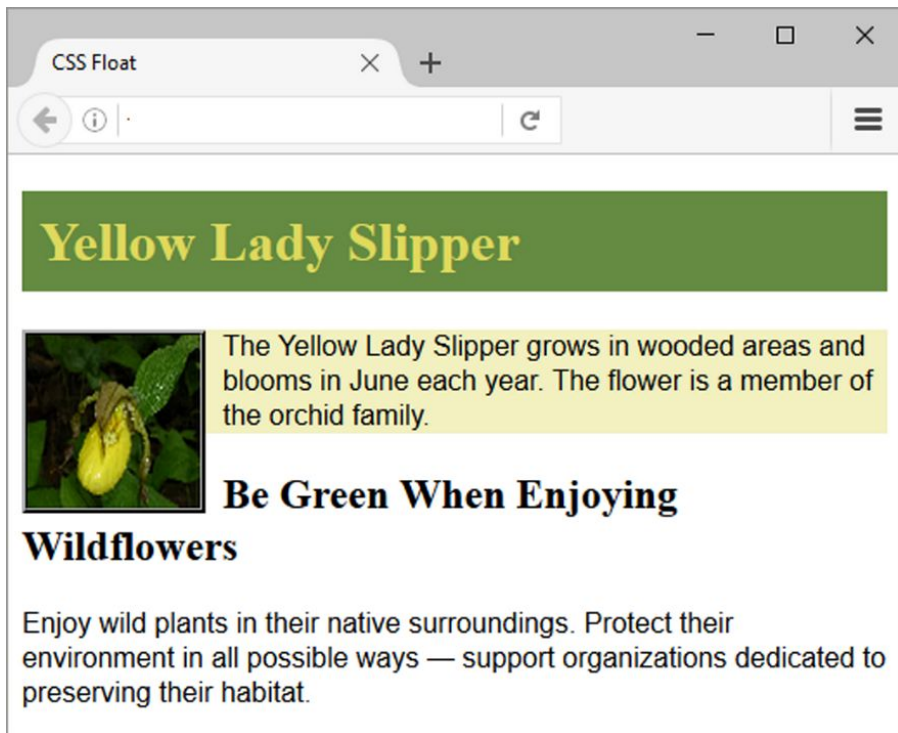 CSS Float
Yellow Lady Slipper
The Yellow Lady Slipper grows in wooded areas and
blooms in June each year. The flower is a member of
the orchid family.
Be Green When Enjoying
Wildflowers
Enjoy wild plants in their native surroundings. Protect their
environment in all possible ways — support organizations dedicated to
preserving their habitat.